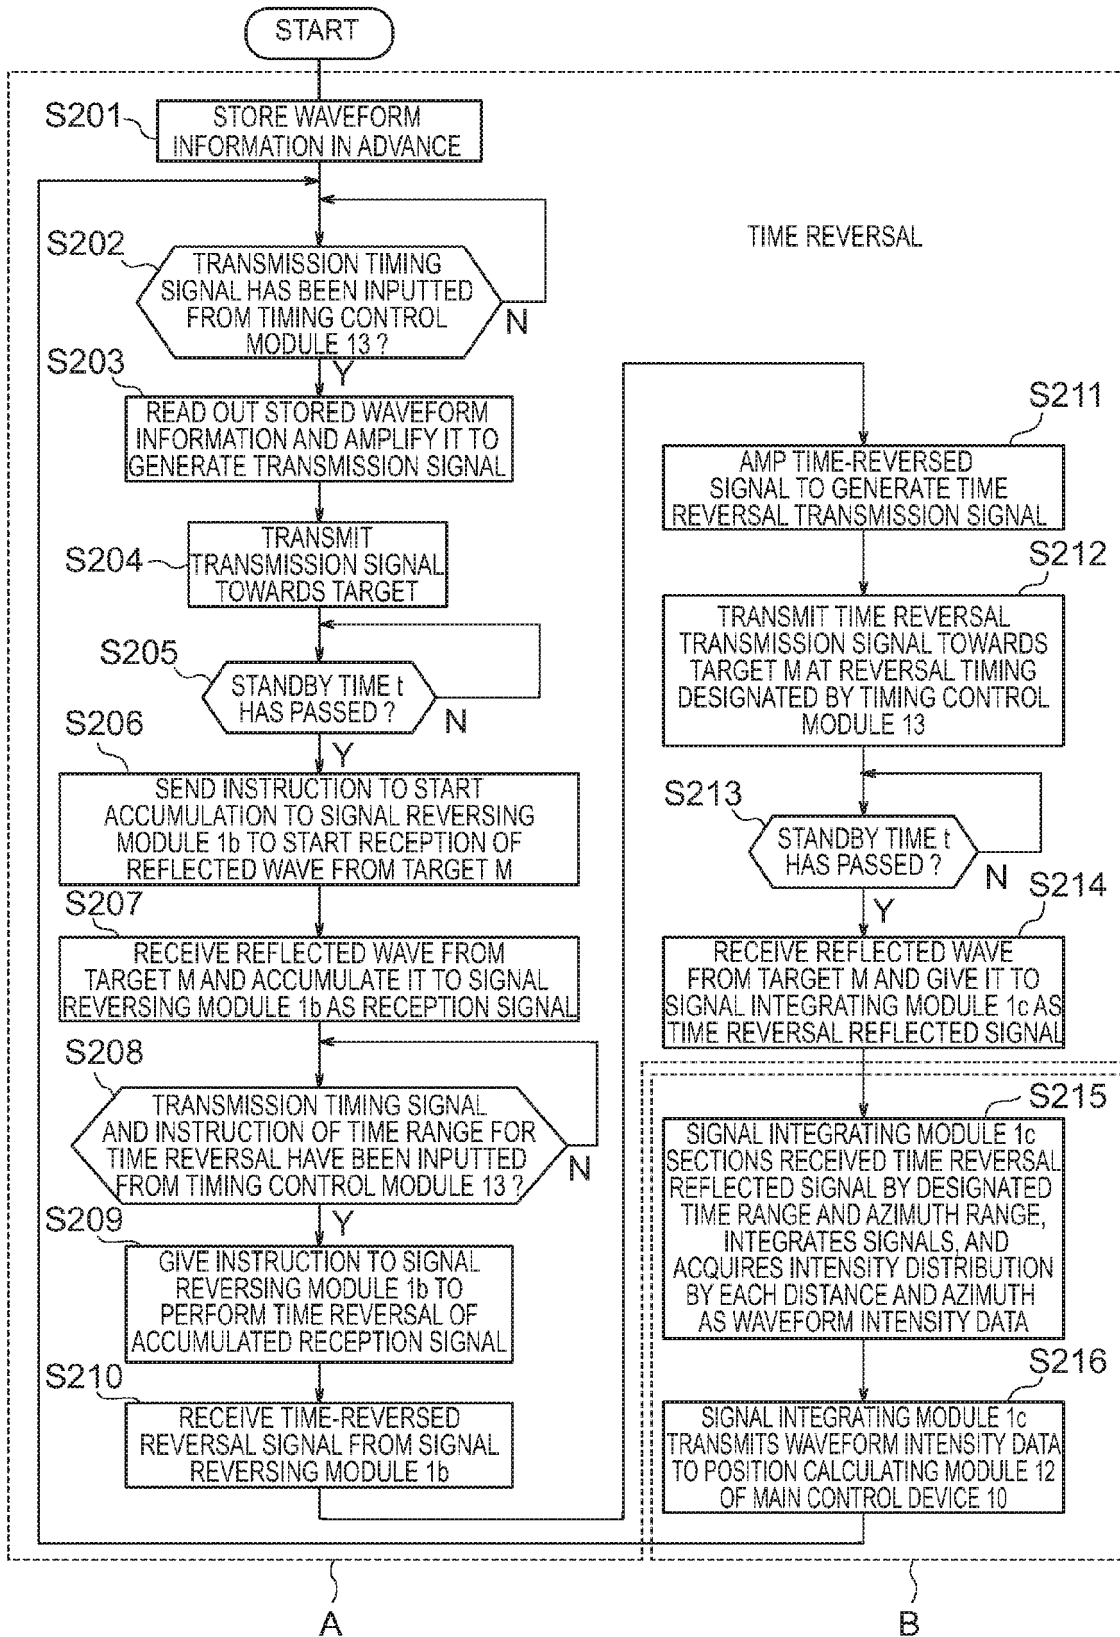 START
S201
STORE WAVEFORM
INFORMATION IN ADVANCE
TIME REVERSAL
S202
TRANSMISSION TIMING
SIGNAL HAS BEEN INPUTTED
FROM TIMING CONTROL
MODULE 13 ?
N
Y
S203
READ OUT STORED WAVEFORM
INFORMATION AND AMPLIFY IT TO
GENERATE TRANSMISSION SIGNAL
S204
TRANSMIT
TRANSMISSION SIGNAL
TOWARDS TARGET
S205
STANDBY TIME t
HAS PASSED ?
N
Y
S206
SEND INSTRUCTION TO START
ACCUMULATION TO SIGNAL REVERSING
MODULE 1b TO START RECEPTION OF
REFLECTED WAVE FROM TARGET M
S207
RECEIVE REFLECTED WAVE FROM
TARGET M AND ACCUMULATE IT TO SIGNAL
REVERSING MODULE 1b AS RECEPTION SIGNAL
S208
TRANSMISSION TIMING SIGNAL
AND INSTRUCTION OF TIME RANGE FOR
TIME REVERSAL HAVE BEEN INPUTTED
FROM TIMING CONTROL MODULE 13 ?
N
Y
S209
GIVE INSTRUCTION TO SIGNAL
REVERSING MODULE 1b TO
PERFORM TIME REVERSAL OF
ACCUMULATED RECEPTION SIGNAL
S210
RECEIVE TIME-REVERSED
REVERSAL SIGNAL FROM SIGNAL
REVERSING MODULE 1b
S211
AMP TIME-REVERSED
SIGNAL TO GENERATE TIME
REVERSAL TRANSMISSION SIGNAL
S212
TRANSMIT TIME REVERSAL
TRANSMISSION SIGNAL TOWARDS
TARGET M AT REVERSAL TIMING
DESIGNATED BY TIMING CONTROL
MODULE 13
S213
STANDBY TIME t
HAS PASSED ?
N
Y
S214
RECEIVE REFLECTED WAVE
FROM TARGET M AND GIVE IT TO
SIGNAL INTEGRATING MODULE 1c AS
TIME REVERSAL REFLECTED SIGNAL
S215
SIGNAL INTEGRATING MODULE 1c
SECTIONS RECEIVED TIME REVERSAL
REFLECTED SIGNAL BY DESIGNATED
TIME RANGE AND AZIMUTH RANGE,
INTEGRATES SIGNALS, AND
ACQUIRES INTENSITY DISTRIBUTION
BY EACH DISTANCE AND AZIMUTH
AS WAVEFORM INTENSITY DATA
S216
SIGNAL INTEGRATING MODULE 1c
TRANSMITS WAVEFORM INTENSITY DATA
TO POSITION CALCULATING MODULE 12
OF MAIN CONTROL DEVICE 10
A
B